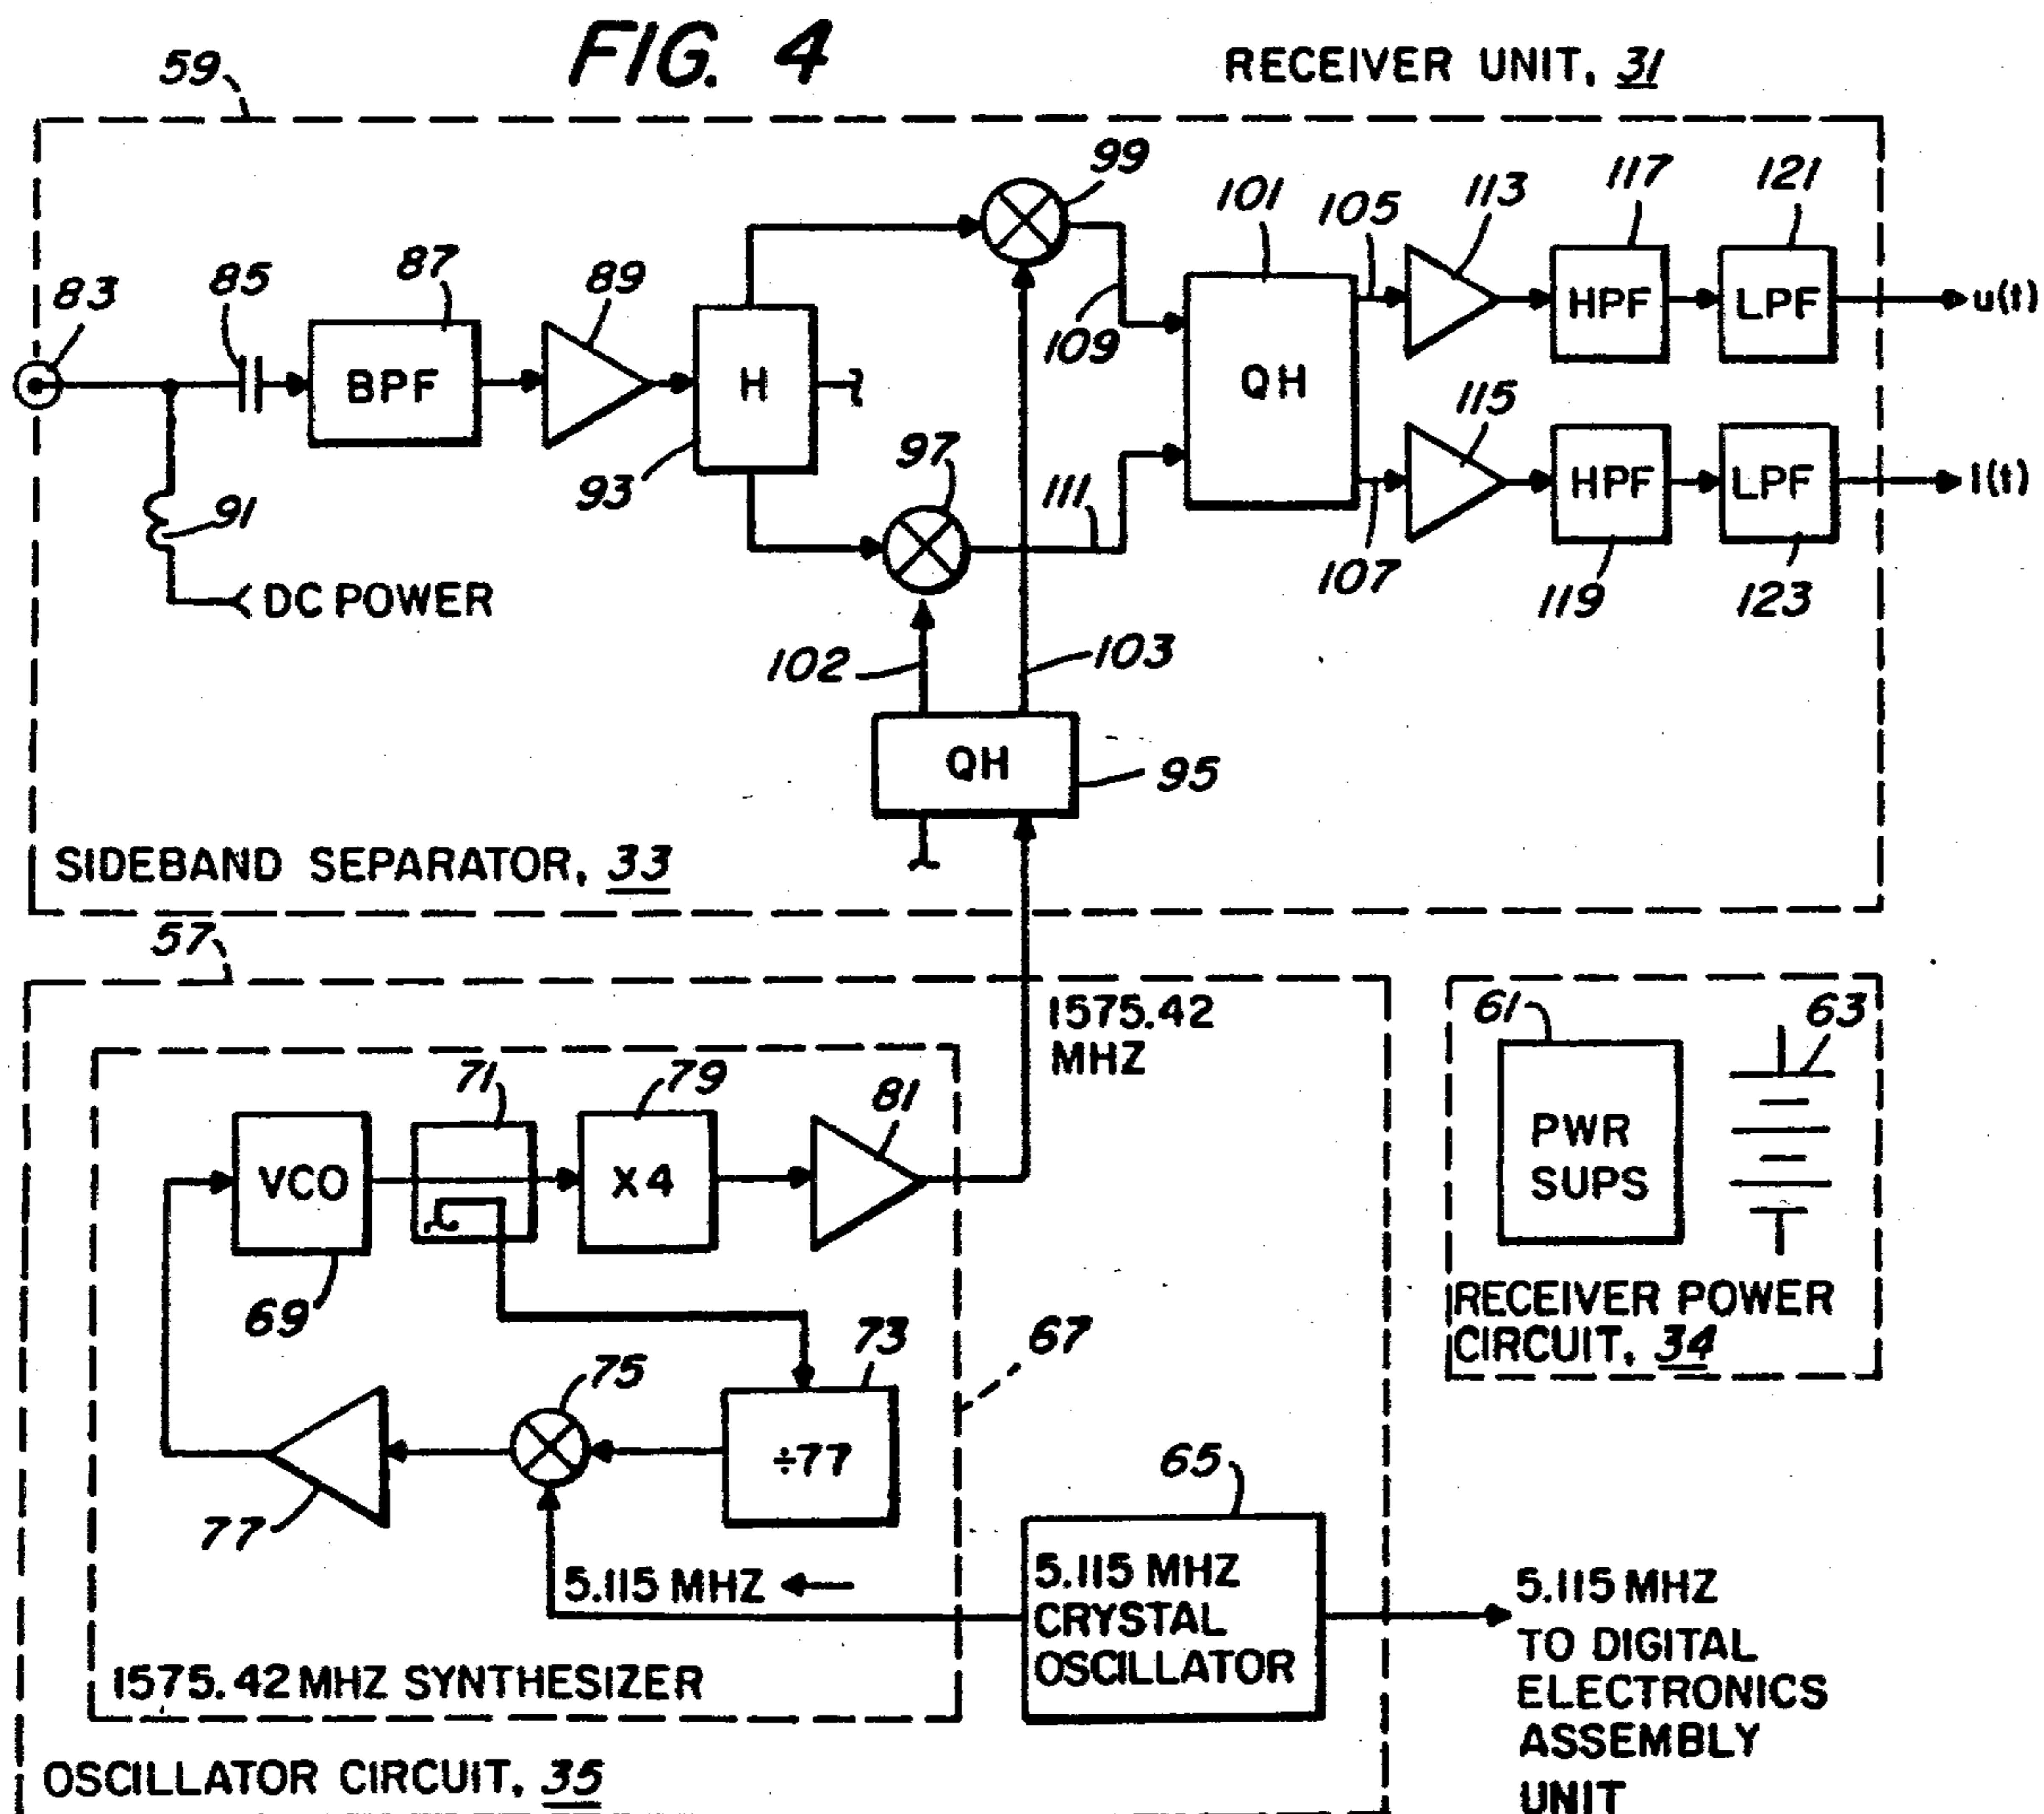 FIG. 4
RECEIVER UNIT, 31
59
83
85
87
BPF
89
H
93
91
DC POWER
99
97
109
111
101
QH
105
107
113
115
117
HPF
121
LPF
u(t)
HPF
119
LPF
123
l(t)
102
103
QH
95
SIDEBAND SEPARATOR, 33
57
1575.42
MHZ
61
63
PWR
SUPS
RECEIVER POWER
CIRCUIT, 34
71
79
81
VCO
X4
69
73
67
75
÷77
77
65
5.115 MHZ
5.115 MHZ
CRYSTAL
OSCILLATOR
5.115 MHZ
TO DIGITAL
ELECTRONICS
ASSEMBLY
UNIT
1575.42 MHZ SYNTHESIZER
OSCILLATOR CIRCUIT, 35